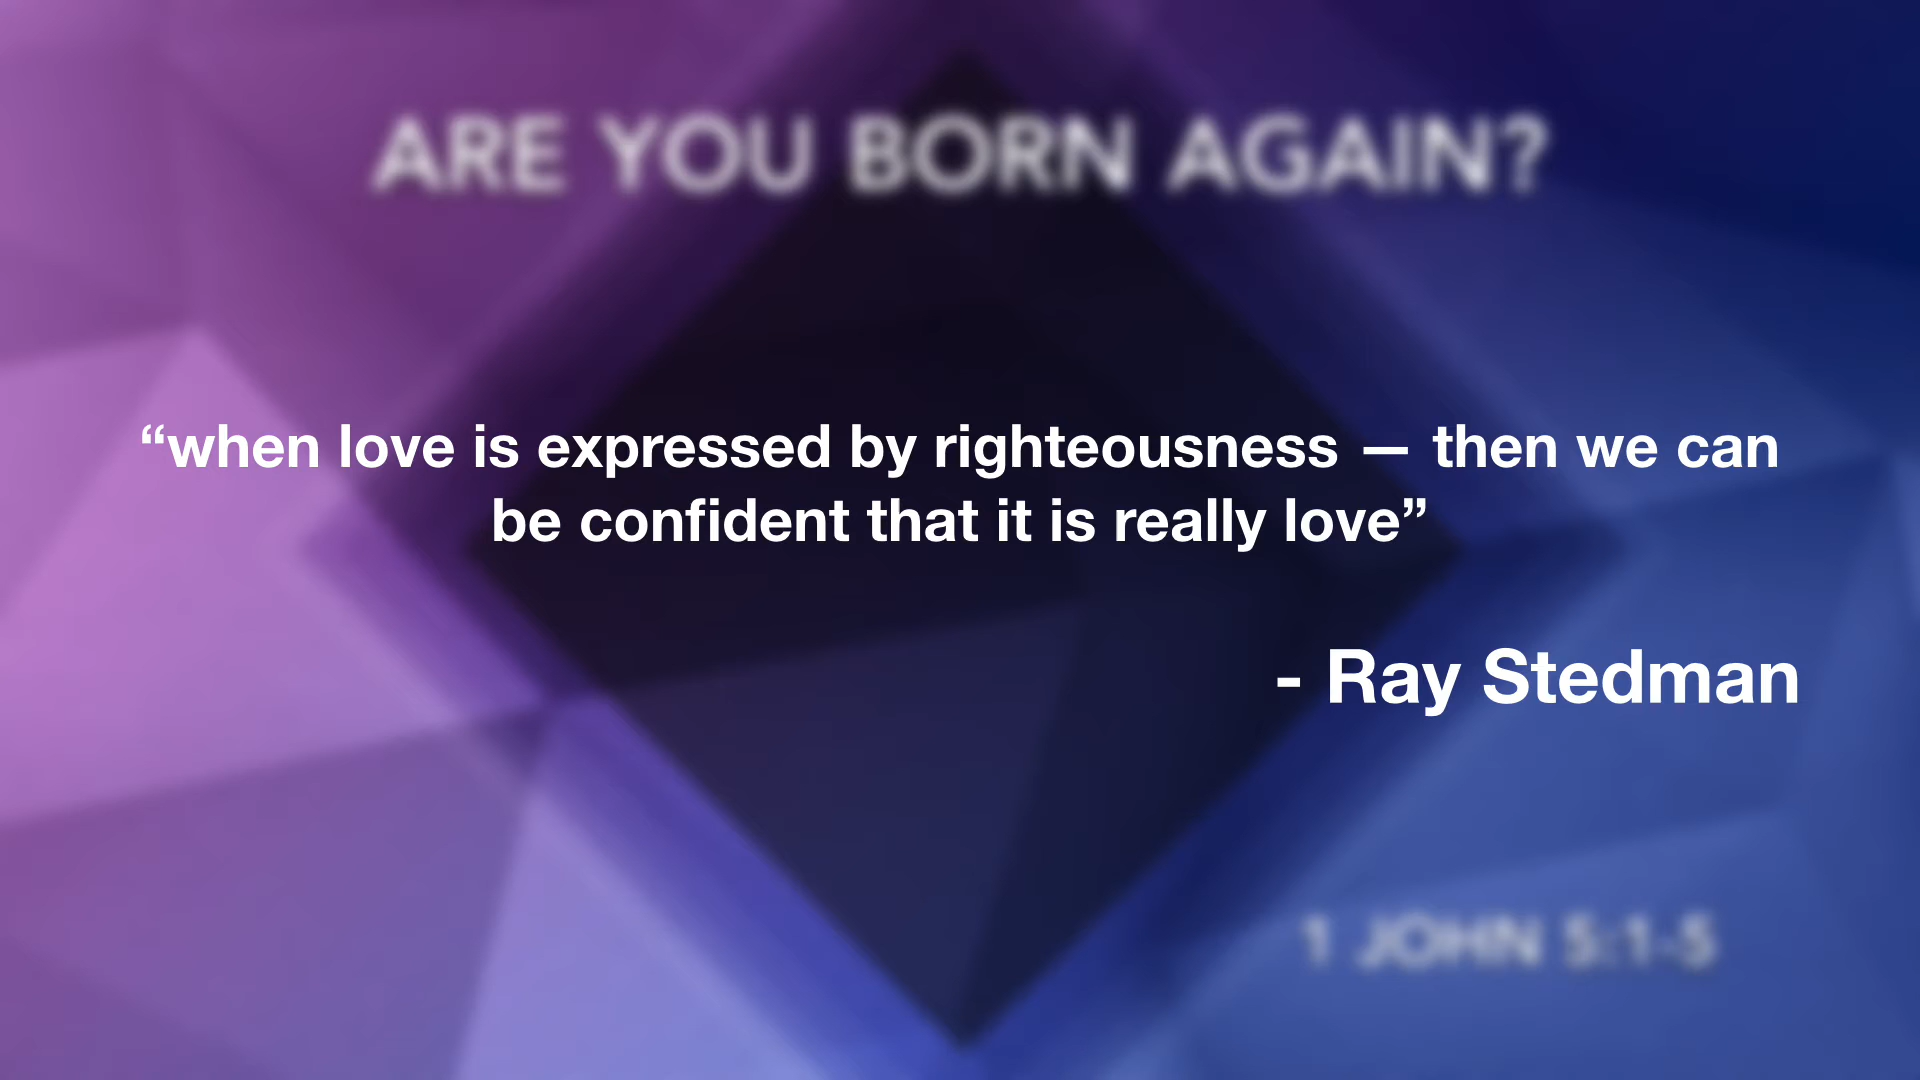 ARE YOU BORN AGAIN?
“when love is expressed by righteousness — then we can
be confident that it is really love”
- Ray Stedman
1 JOHN 5:1-5